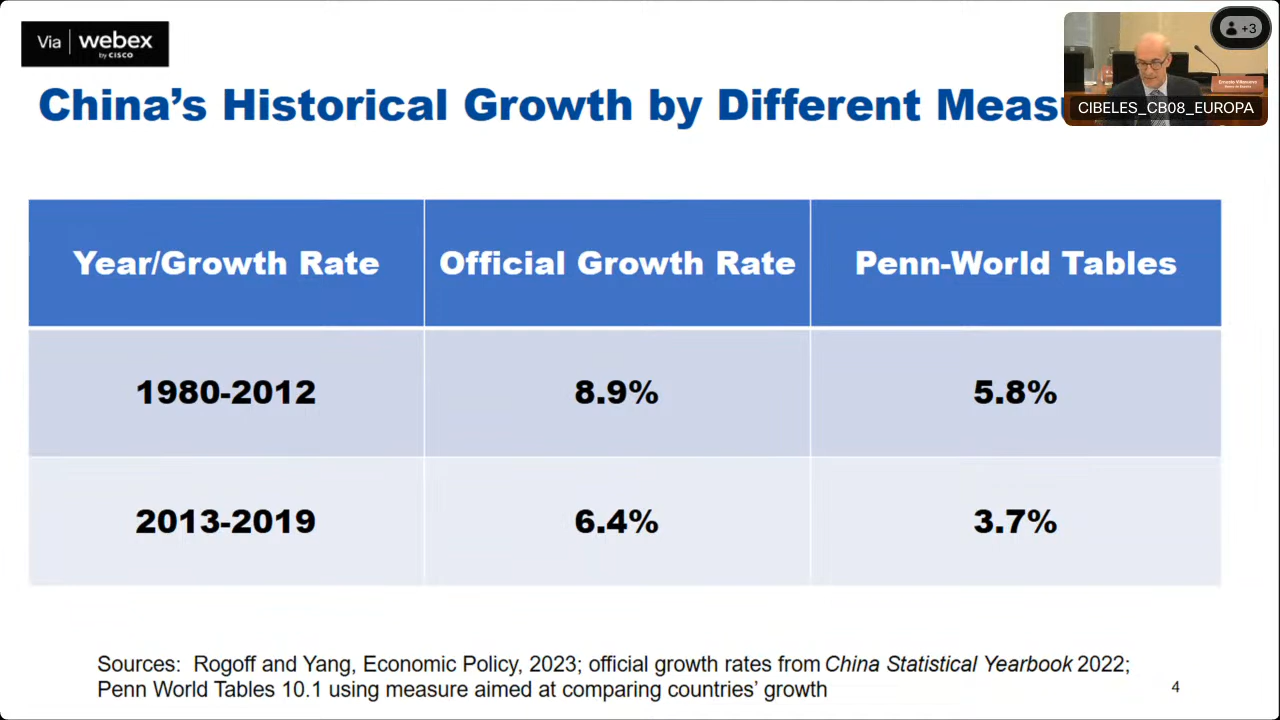 Via webex
by CISCO
+3
Ernesto Villanueva
CIBELES_CB08_EUROPA
China's Historical Growth by Different Measu
Year/Growth Rate Official Growth Rate Penn-World Tables
1980-2012 8.9% 5.8%
2013-2019 6.4% 3.7%
Sources: Rogoff and Yang, Economic Policy, 2023; official growth rates from China Statistical Yearbook 2022;
Penn World Tables 10.1 using measure aimed at comparing countries' growth
4